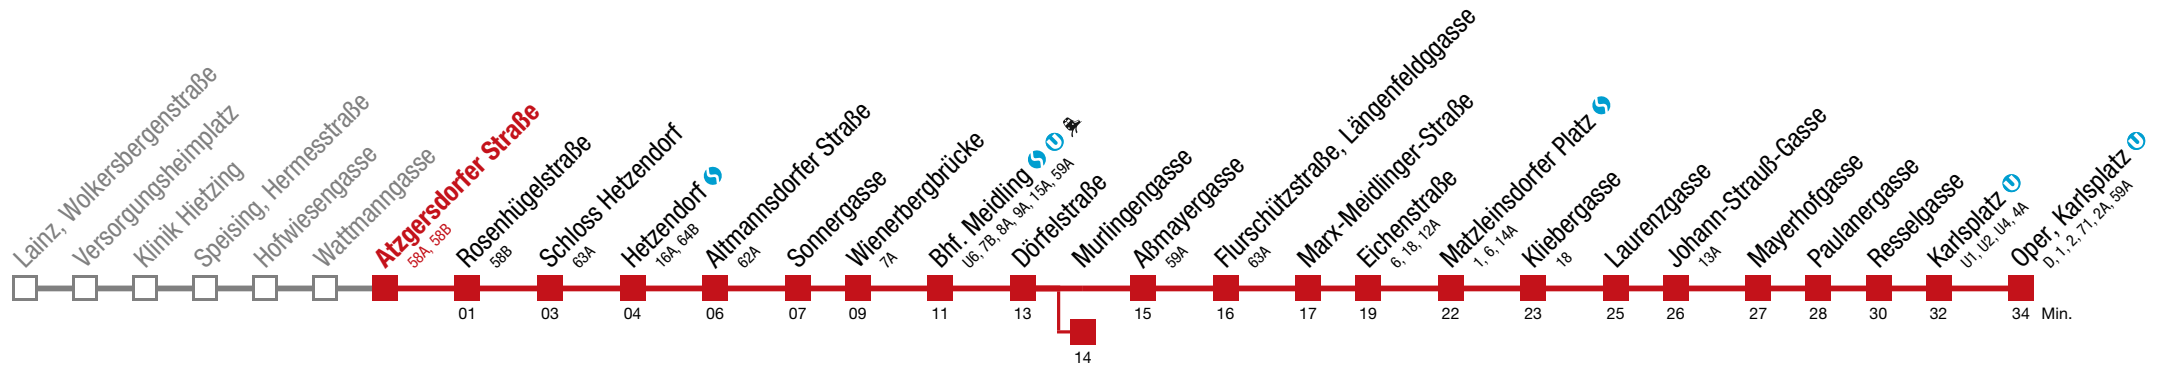 Lainz, Wolkersbergenstraße
Versorgungsheimplatz
Klinik Hietzing
Speising, Hermesstraße
Hofwiesengasse
Wattmanngasse
Atzgersdorfer Straße
58A, 58B
Rosenhügelstraße
58B
Schloss Hetzendorf
63A
Hetzendorf S
16A, 64B
Altmannsdorfer Straße
62A
Sonnergasse
Wienerbergbrücke
7A
Bhf. Meidling S U
U6, 7B, 8A, 9A, 15A, 59A
Dörfelstraße
Murlingengasse
Aßmayergasse
59A
Flurschützstraße, Längenfeldggasse
63A
Marx-Meidlinger-Straße
Eichenstraße
6, 18, 12A
Matzleinsdorfer Platz S
1, 6, 14A
Kliebergasse
18
Laurenzgasse
Johann-Strauß-Gasse
13A
Mayerhofgasse
Paulanergasse
Resselgasse
Karlsplatz U
U1, U2, U4, 4A
Oper, Karlsplatz U
D, 1, 2, 71, 2A, 59A
01 03 04 06 07 09 11 13 15 16 17 19 22 23 25 26 27 28 30 32 34 Min.
14